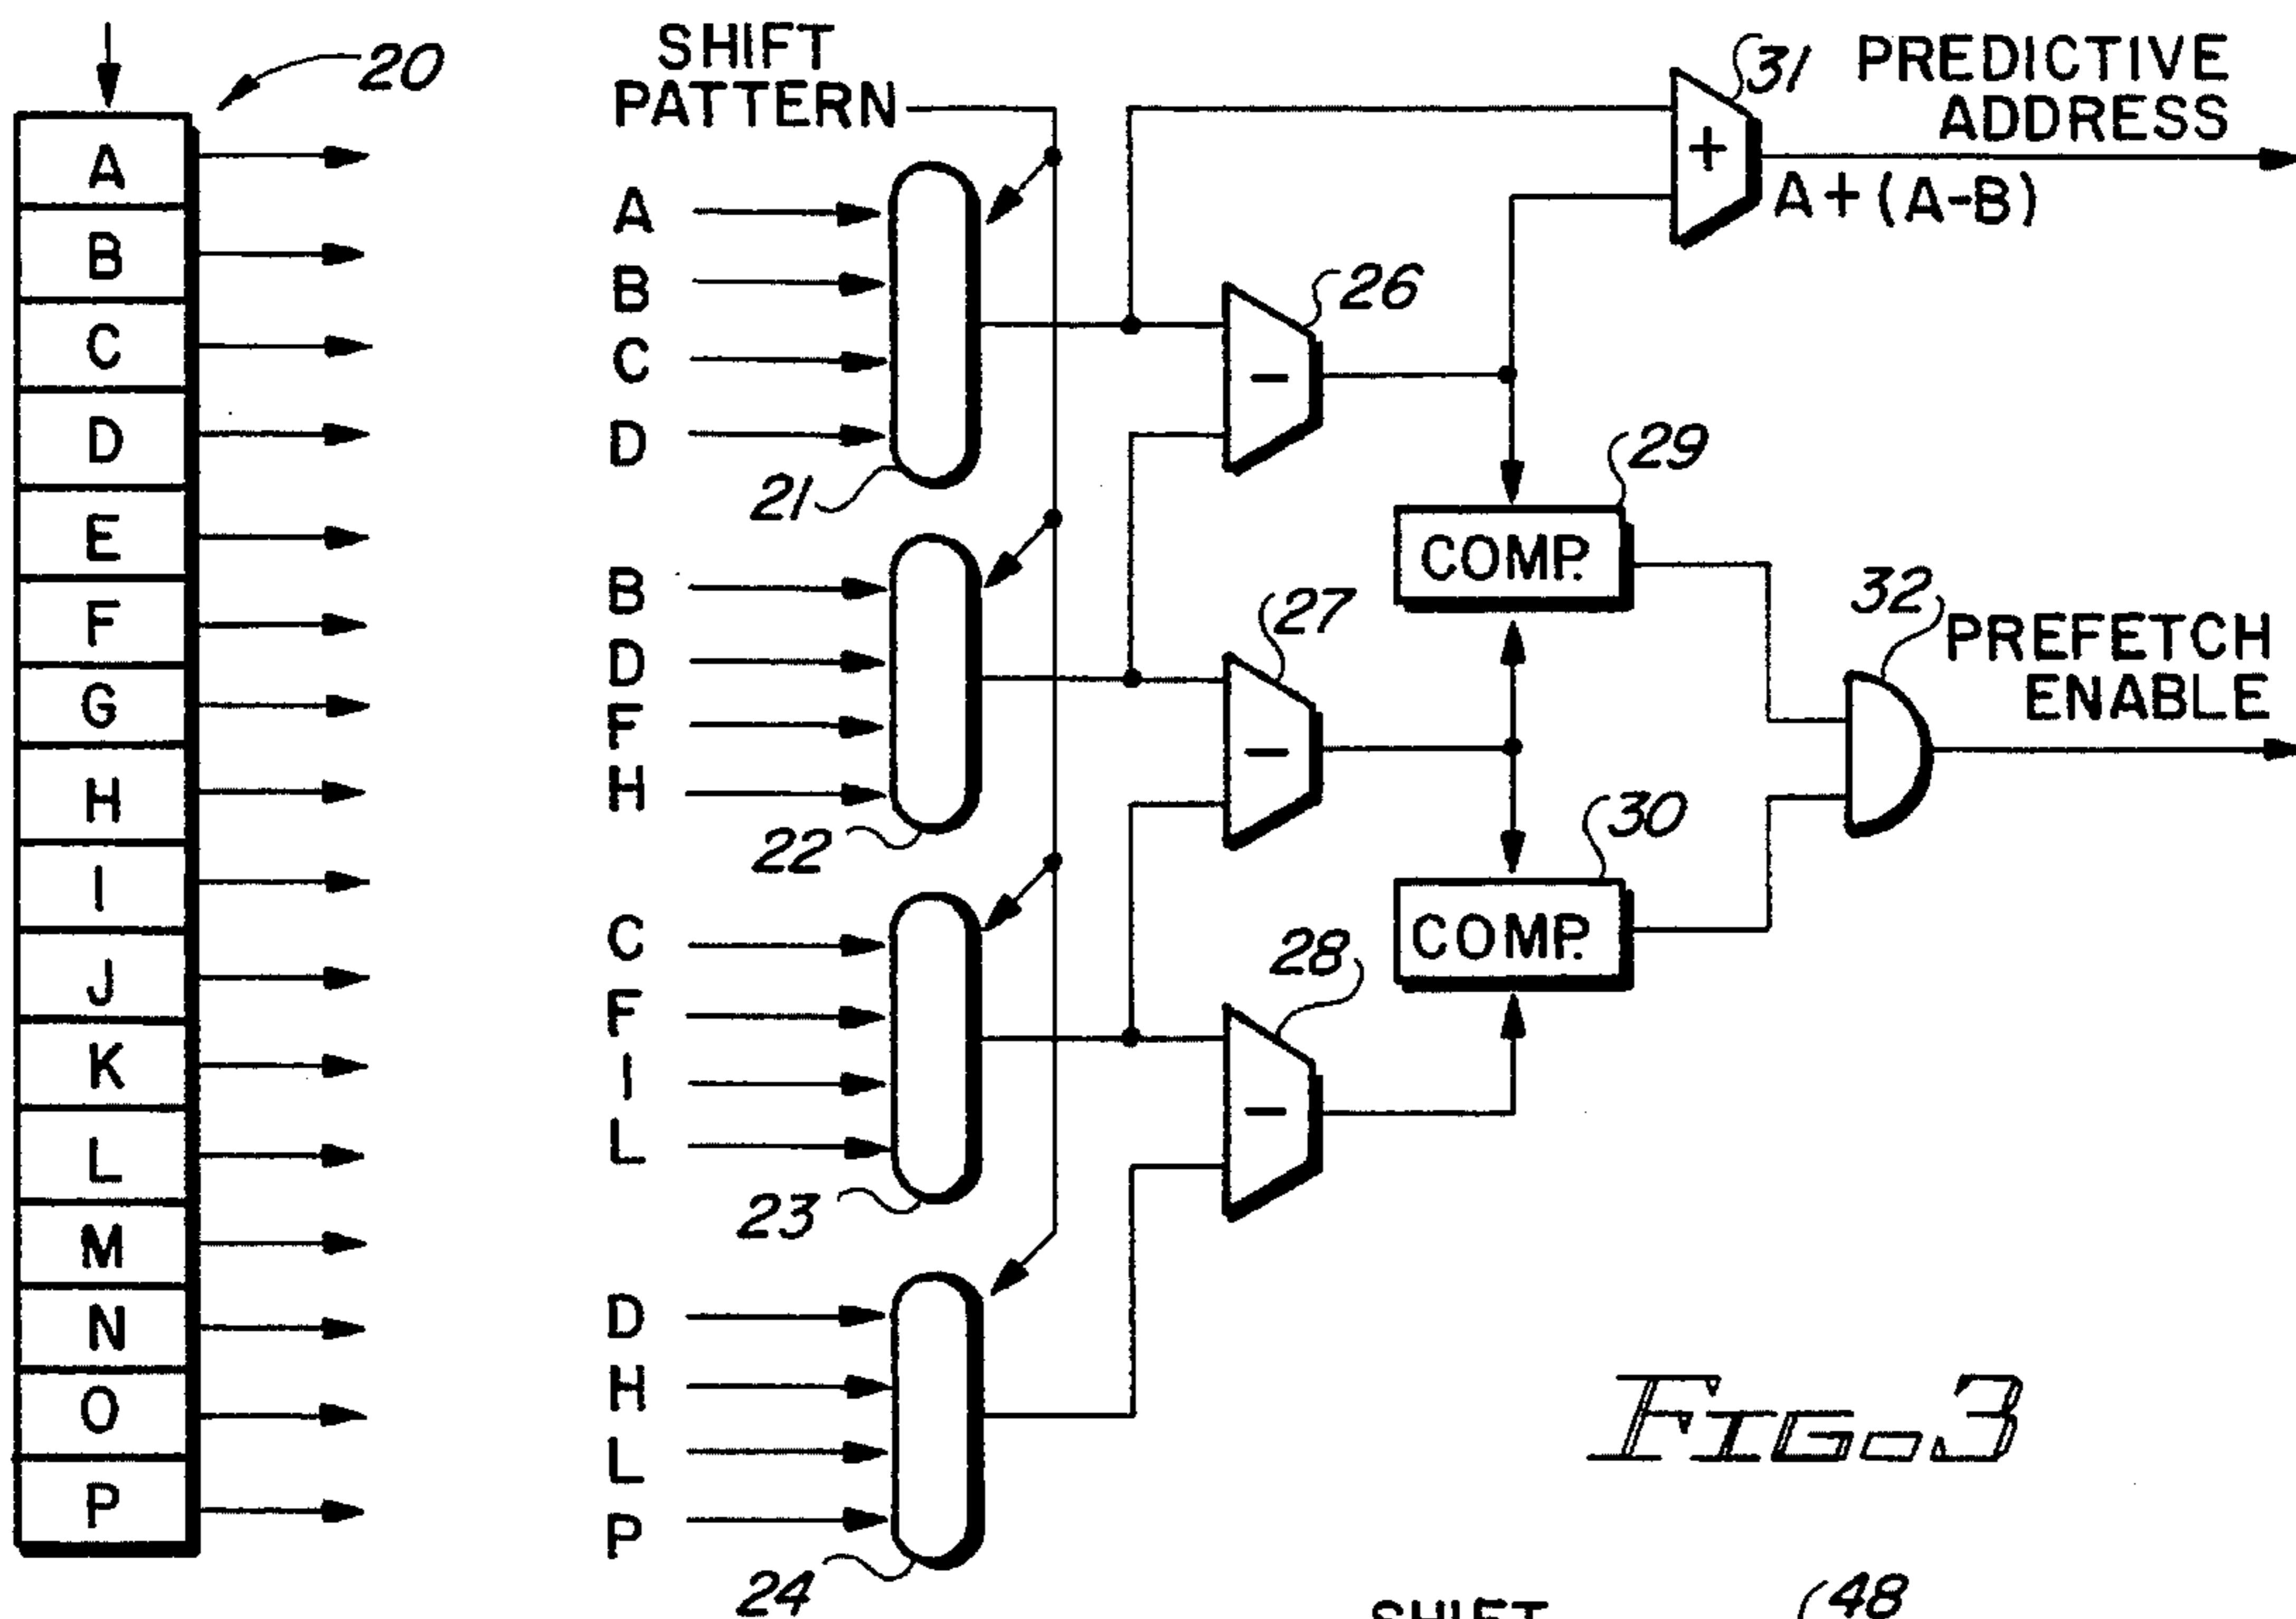 20
A
B
C
D
E
F
G
H
I
J
K
L
M
N
O
P
SHIFT
PATTERN
A
B
C
D
21
B
D
F
H
22
C
F
I
L
23
D
H
L
P
24
26
-
27
-
28
-
31
+
PREDICTIVE
ADDRESS
A+(A-B)
29
COMP.
30
COMP.
32
PREFETCH
ENABLE
FIG-3
SHIFT
48